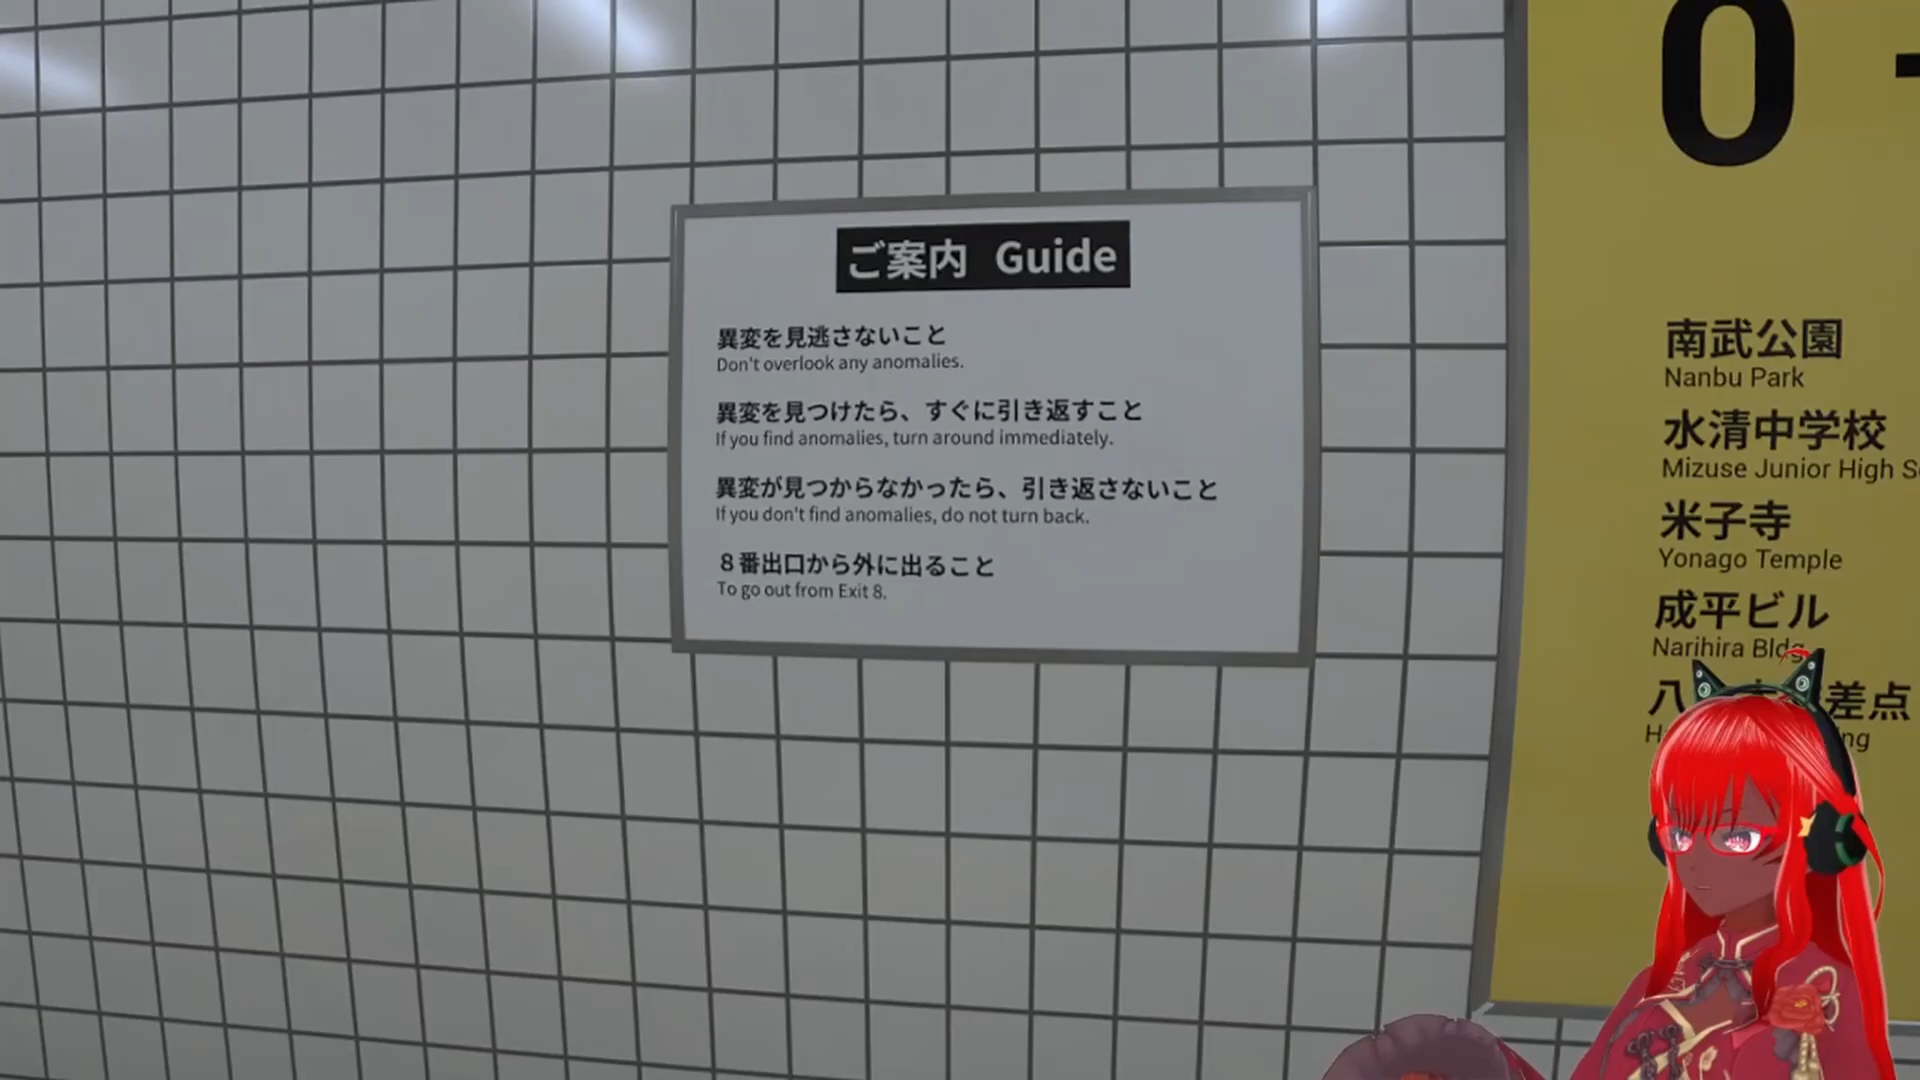 ご案内 Guide
異変を見逃さないこと
Don't overlook any anomalies.
異変を見つけたら、すぐに引き返すこと
If you find anomalies, turn around immediately.
異変が見つからなかったら、引き返さないこと
If you don't find anomalies, do not turn back.
８番出口から外に出ること
To go out from Exit 8.
0
南武公園
Nanbu Park
水清中学校
Mizuse Junior High
米子寺
Yonago Temple
成平ビル
Narihira Bldg
八
差点